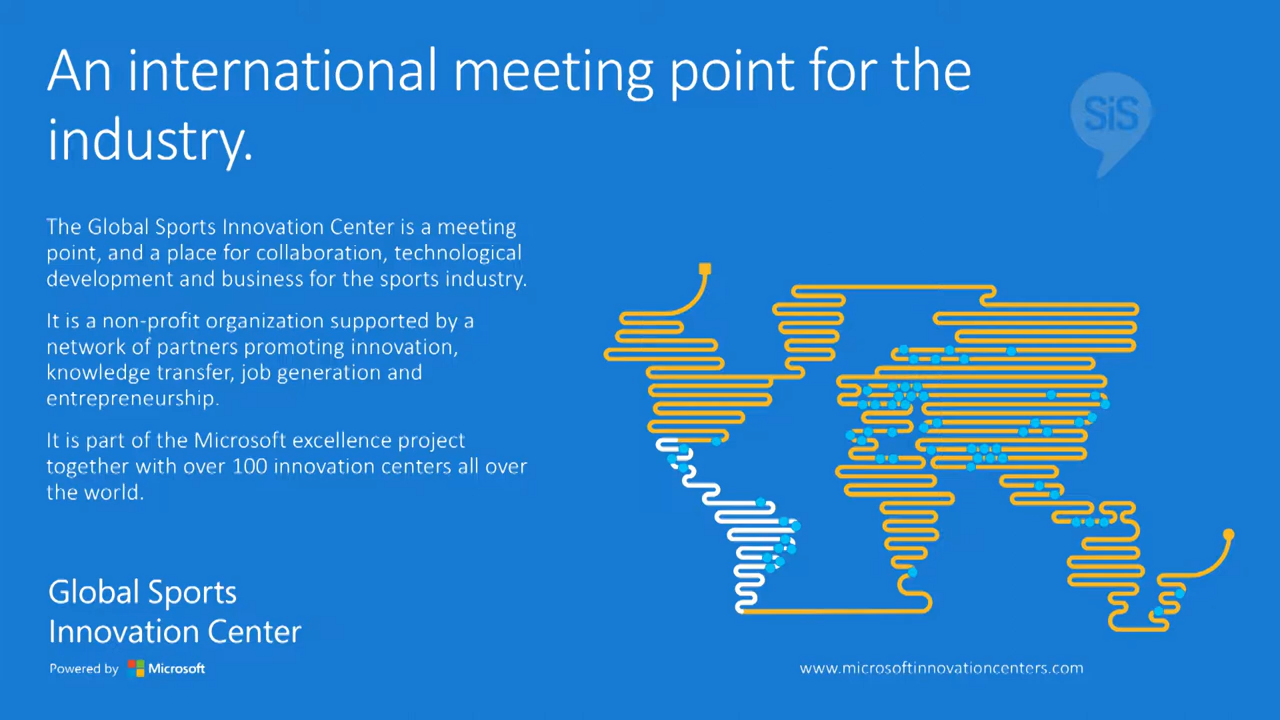 An international meeting point for the
industry.
SiS
The Global Sports Innovation Center is a meeting
point, and a place for collaboration, technological
development and business for the sports industry.
It is a non-profit organization supported by a
network of partners promoting innovation,
knowledge transfer, job generation and
entrepreneurship.
It is part of the Microsoft excellence project
together with over 100 innovation centers all over
the world.
Global Sports
Innovation Center
Powered by Microsoft
www.microsoftinnovationcenters.com